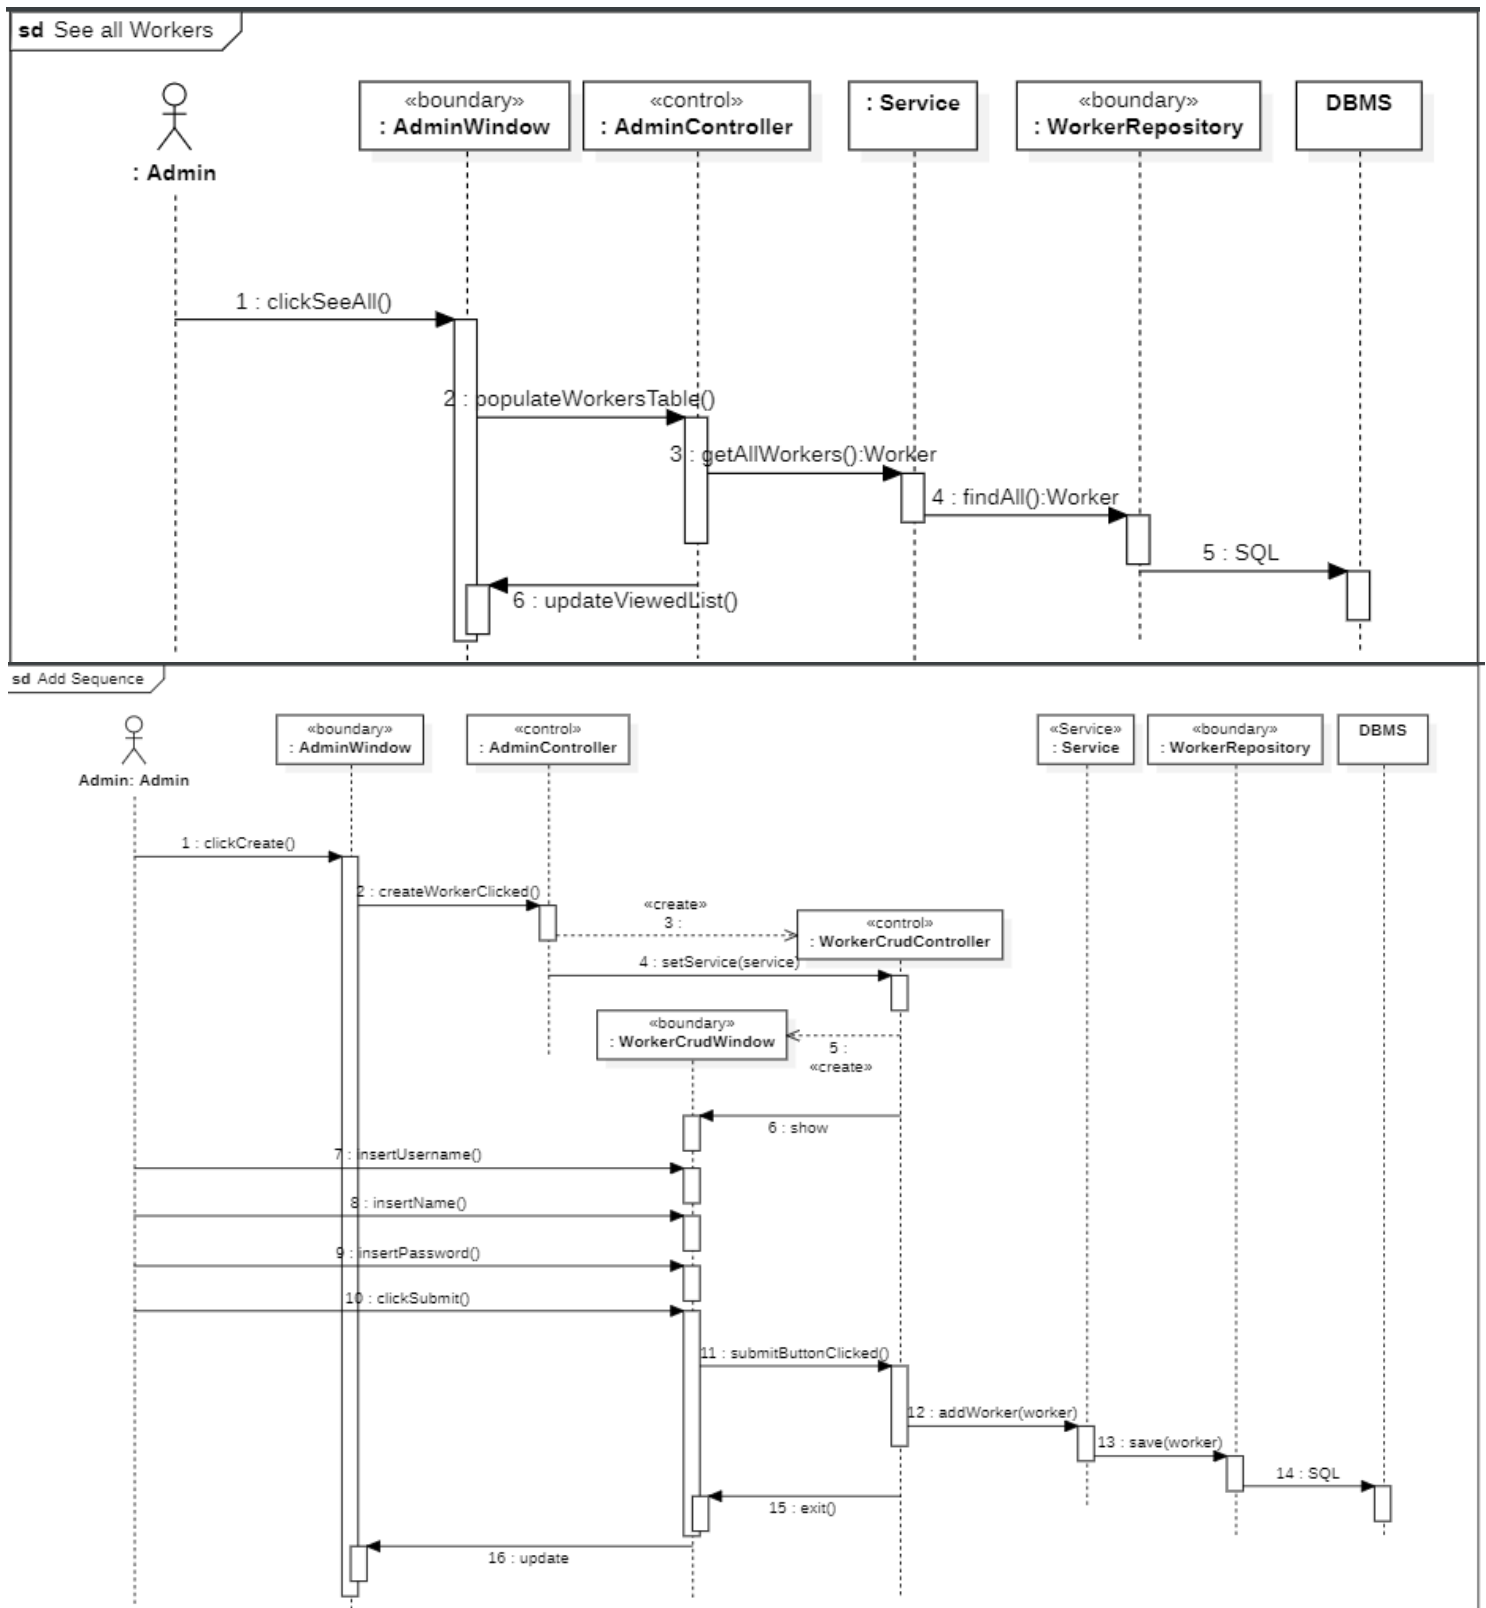 sd See all Workers
«boundary»
: AdminWindow
«control»
: AdminController
: Service
«boundary»
: WorkerRepository
DBMS
: Admin
1 : clickSeeAll()
2 : populateWorkersTable()
3 : getAllWorkers():Worker
4 : findAll():Worker
5 : SQL
6 : updateViewedList()
sd Add Sequence
Admin: Admin
«boundary»
: AdminWindow
«control»
: AdminController
«Service»
: Service
«boundary»
: WorkerRepository
DBMS
1 : clickCreate()
2 : createWorkerClicked()
«create»
3 :
«control»
: WorkerCrudController
4 : setService(service)
«boundary»
: WorkerCrudWindow
5 :
«create»
6 : show
7 : insertUsername()
8 : insertName()
9 : insertPassword()
10 : clickSubmit()
11 : submitButtonClicked()
12 : addWorker(worker)
13 : save(worker)
14 : SQL
15 : exit()
16 : update